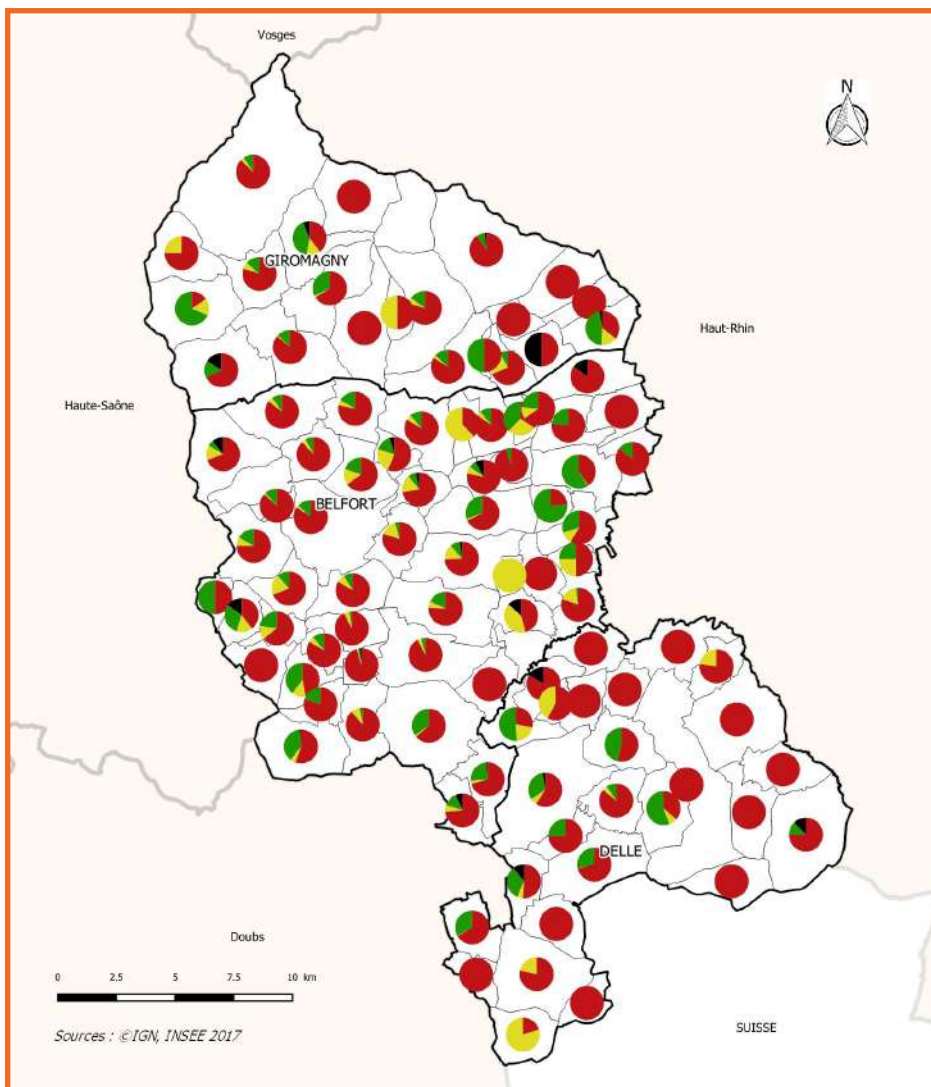 Vosges
N
GIROMAGNY
Haut-Rhin
Haute-Saône
BELFORT
DELLE
Doubs
0 2.5 5 7.5 10 km
Sources : ©IGN, INSEE 2017
SUISSE